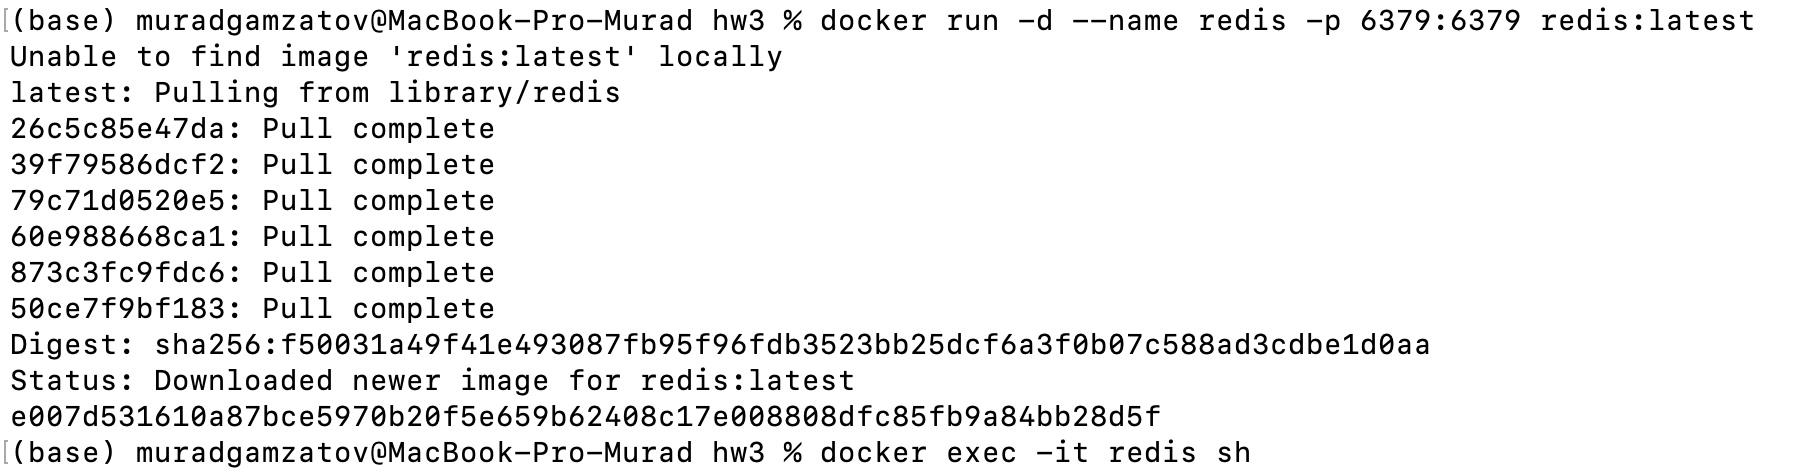 [(base) muradgamzatov@MacBook-Pro-Murad hw3 % docker run -d --name redis -p 6379:6379 redis:latest
Unable to find image 'redis:latest' locally
latest: Pulling from library/redis
26c5c85e47da: Pull complete
39f79586dcf2: Pull complete
79c71d0520e5: Pull complete
60e988668ca1: Pull complete
873c3fc9fdc6: Pull complete
50ce7f9bf183: Pull complete
Digest: sha256:f50031a49f41e493087fb95f96fdb3523bb25dcf6a3f0b07c588ad3cdbe1d0aa
Status: Downloaded newer image for redis:latest
e007d531610a87bce5970b20f5e659b62408c17e008808dfc85fb9a84bb28d5f
[(base) muradgamzatov@MacBook-Pro-Murad hw3 % docker exec -it redis sh